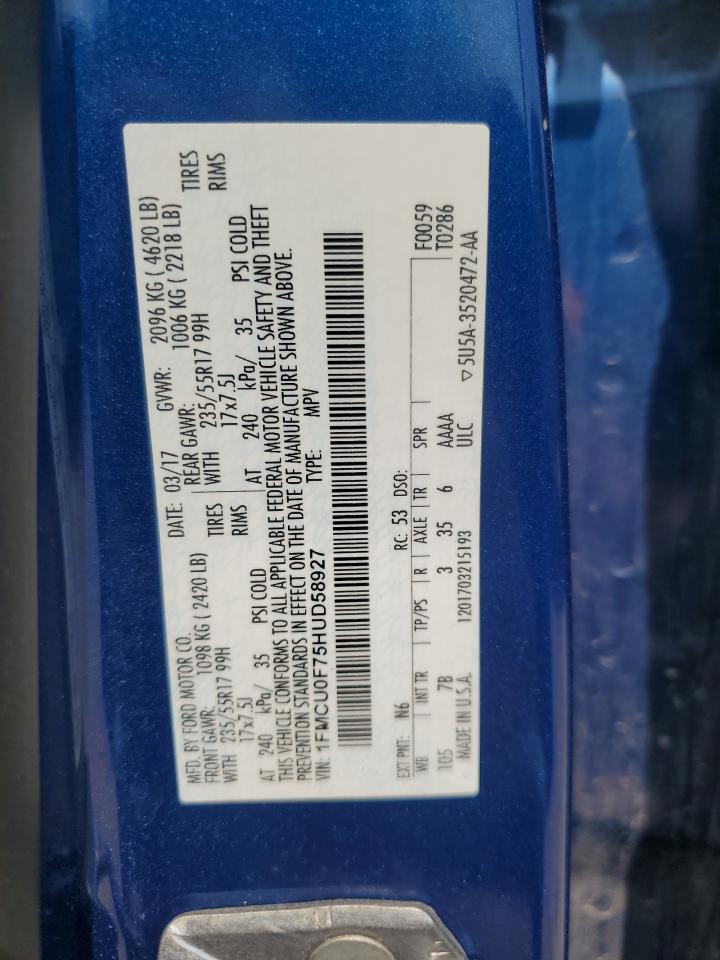 MFD. BY FORD MOTOR CO.
DATE: 03/17 GVWR: 2096 KG ( 4620 LB)
FRONT GAWR: 1098 KG ( 2420 LB)
REAR GAWR: 1006 KG ( 2218 LB)
WITH 235/55R17 99H TIRES
WITH 235/55R17 99H TIRES
17x7.5J RIMS
17x7.5J RIMS
AT 240 kPa/ 35 PSI COLD
AT 240 kPa/ 35 PSI COLD
THIS VEHICLE CONFORMS TO ALL APPLICABLE FEDERAL MOTOR VEHICLE SAFETY AND THEFT
PREVENTION STANDARDS IN EFFECT ON THE DATE OF MANUFACTURE SHOWN ABOVE.
VIN: 1FMCU0F75HUD58927 TYPE: MPV
EXT PNT: N6 RC: 53 DSO:
WB INT TR TP/PS R AXLE TR SPR F0059
105 7B 3 35 6 AAAA T0286
MADE IN U.S.A. 1201703215193 ULC ▽5U5A-3520472-AA